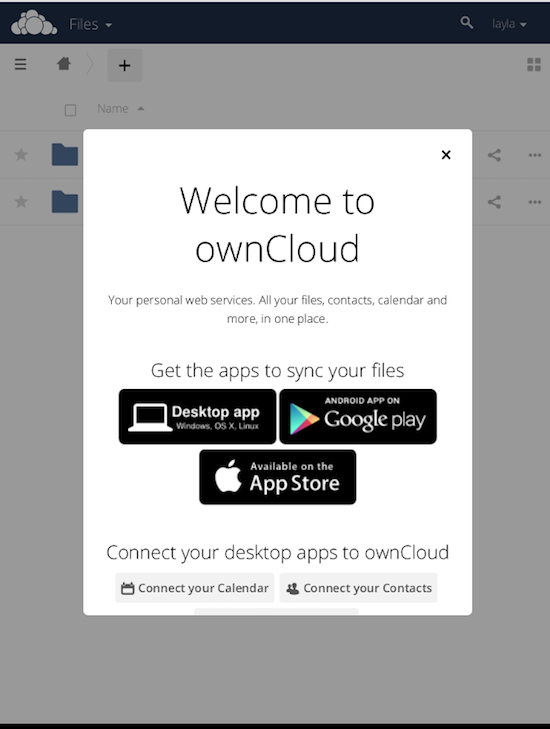 Files
layla
Name
Welcome to
ownCloud
Your personal web services. All your files, contacts, calendar and
more, in one place.
Get the apps to sync your files
Desktop app
Windows, OS X, Linux
ANDROID APP ON
Google play
Available on the
App Store
Connect your desktop apps to ownCloud
Connect your Calendar
Connect your Contacts